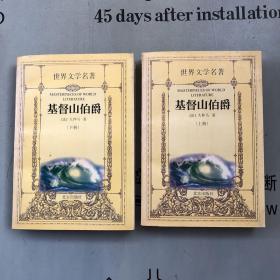 45 days after installation
世界文学名著
MASTERPIECES OF WORLD
LITERATURE
基督山伯爵
(法) 大仲马 著
(下册)
世界文学名著
MASTERPIECES OF WORLD
LITERATURE
基督山伯爵
(法) 大仲马 著
(上册)
断